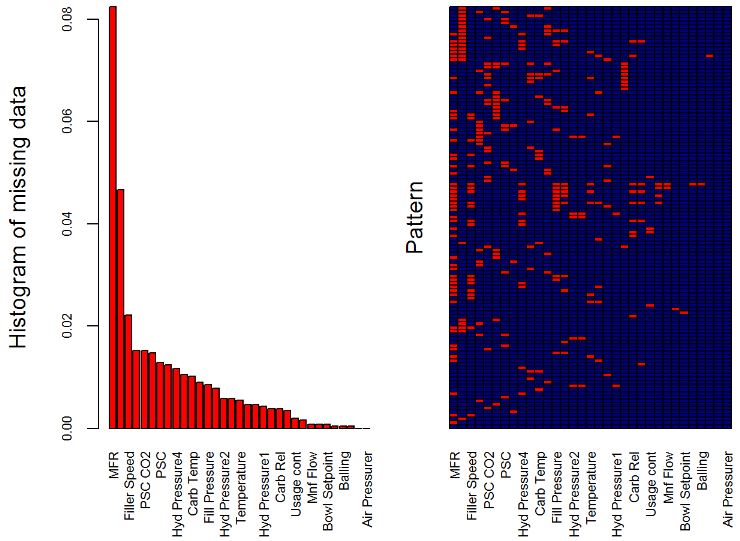 Histogram of missing data
0.08
0.06
0.04
0.02
0.00
MFR
Filler Speed
PSC CO2
PSC
Hyd Pressure4
Carb Temp
Fill Pressure
Hyd Pressure2
Temperature
Hyd Pressure1
Carb Rel
Usage cont
Mnf Flow
Bowl Setpoint
Balling
Air Pressurer
Pattern
MFR
Filler Speed
PSC CO2
PSC
Hyd Pressure4
Carb Temp
Fill Pressure
Hyd Pressure2
Temperature
Hyd Pressure1
Carb Rel
Usage cont
Mnf Flow
Bowl Setpoint
Balling
Air Pressurer